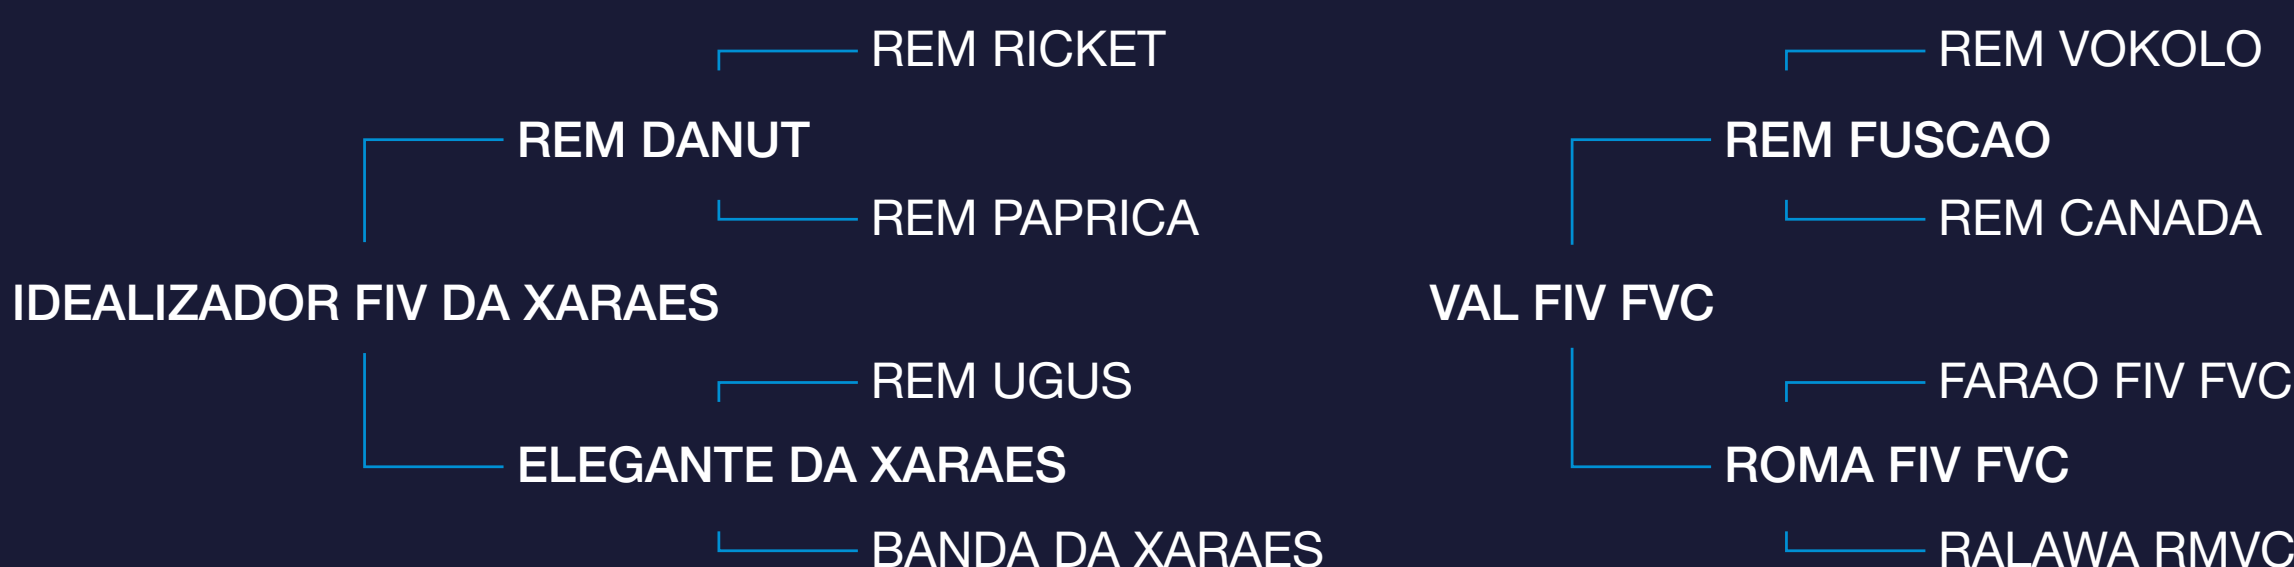 REM RICKET
REM DANUT
REM PAPRICA
IDEALIZADOR FIV DA XARAES
REM UGUS
ELEGANTE DA XARAES
BANDA DA XARAES
REM VOKOLO
REM FUSCAO
REM CANADA
VAL FIV FVC
FARAO FIV FVC
ROMA FIV FVC
RALAWA RMVC